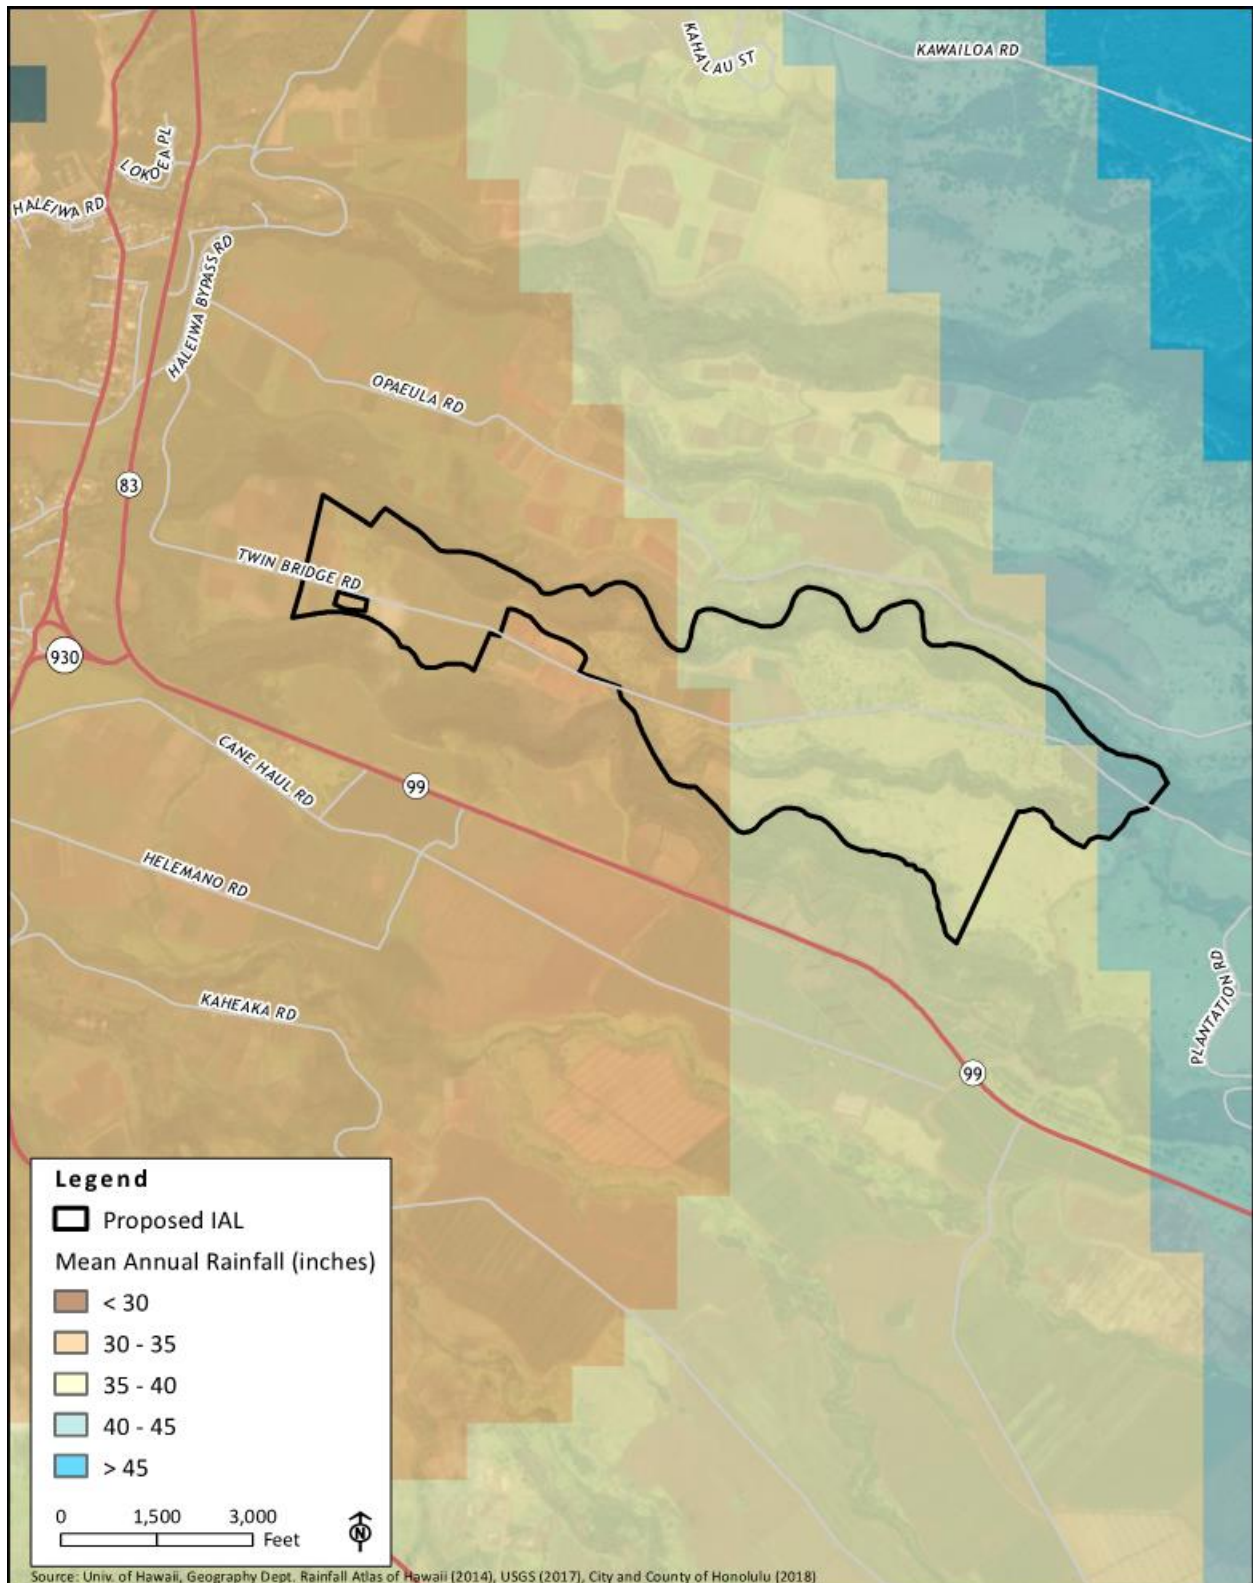 KAHALAU ST
KAWAILOA RD
LOKOEA PL
HALEIWA RD
HALEIWA BYPASS RD
OPAEULA RD
83
TWIN BRIDGE RD
930
CANE HAUL RD
99
HELEMANO RD
PLANTATION RD
KAHEAKA RD
99
Legend
Proposed IAL
Mean Annual Rainfall (inches)
< 30
30 - 35
35 - 40
40 - 45
> 45
0 1,500 3,000
Feet
N
Source: Univ. of Hawaii, Geography Dept. Rainfall Atlas of Hawaii (2014), USGS (2017), City and County of Honolulu (2018)